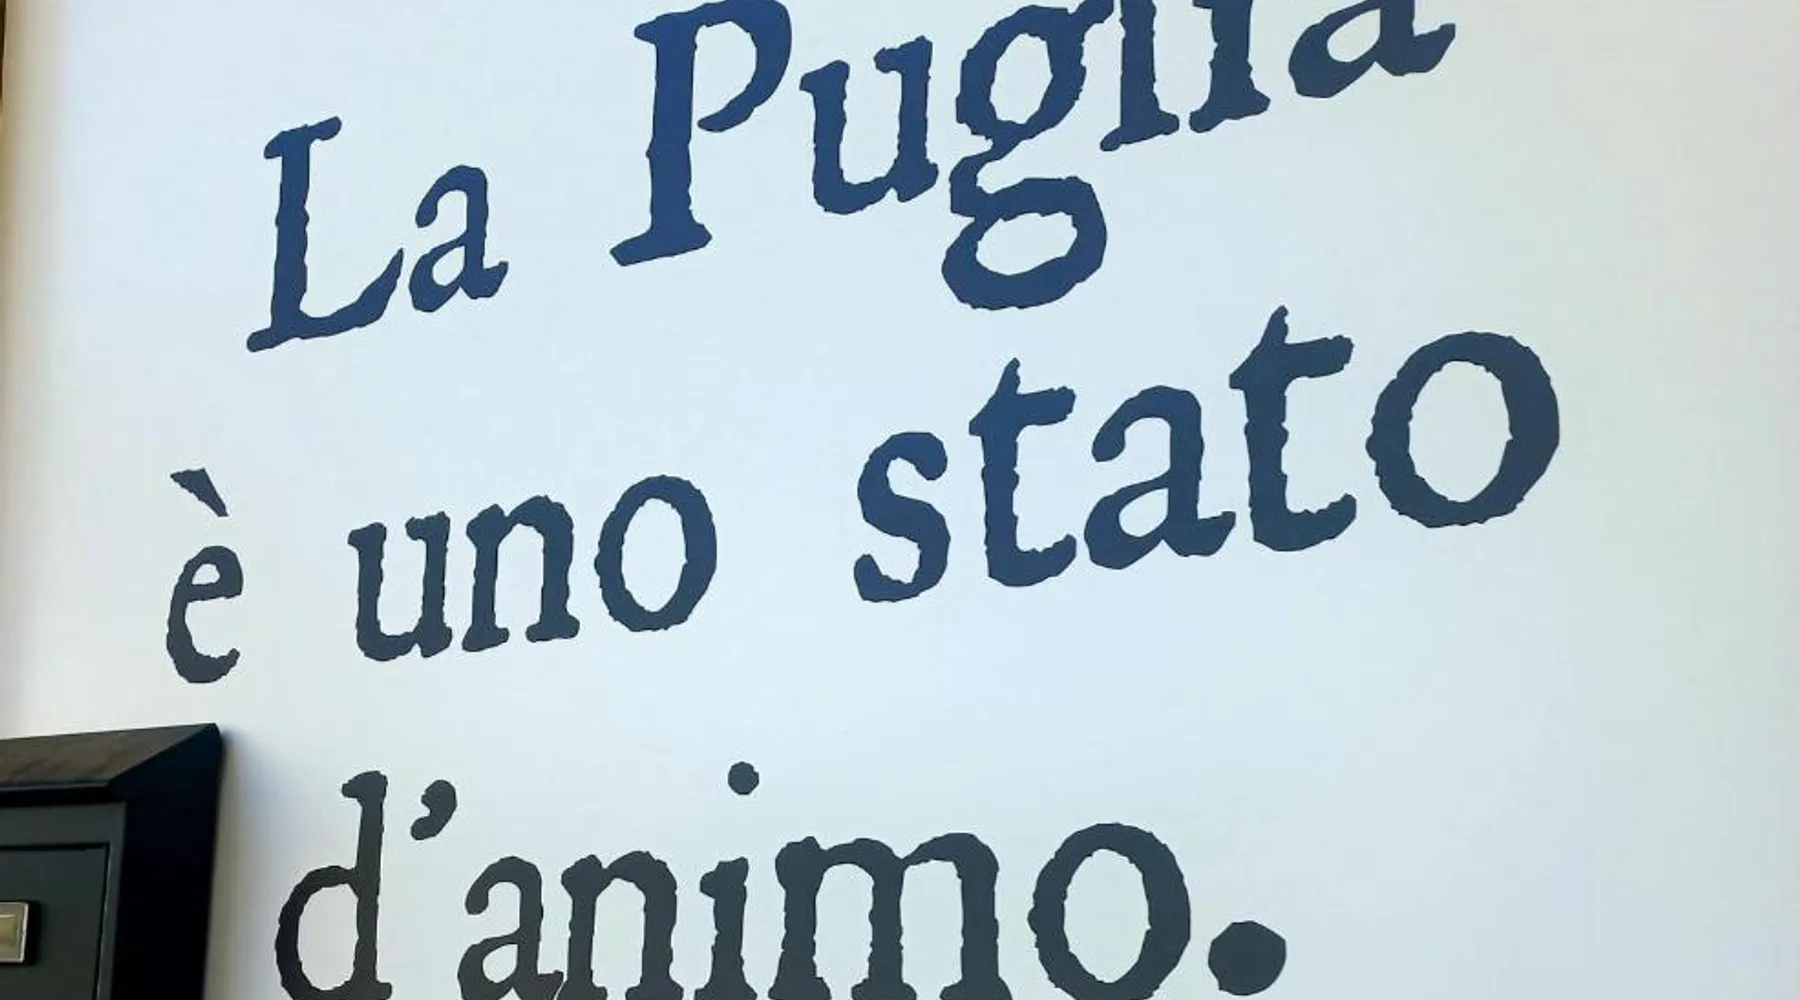 La Puglia
è uno stato
d'animo.